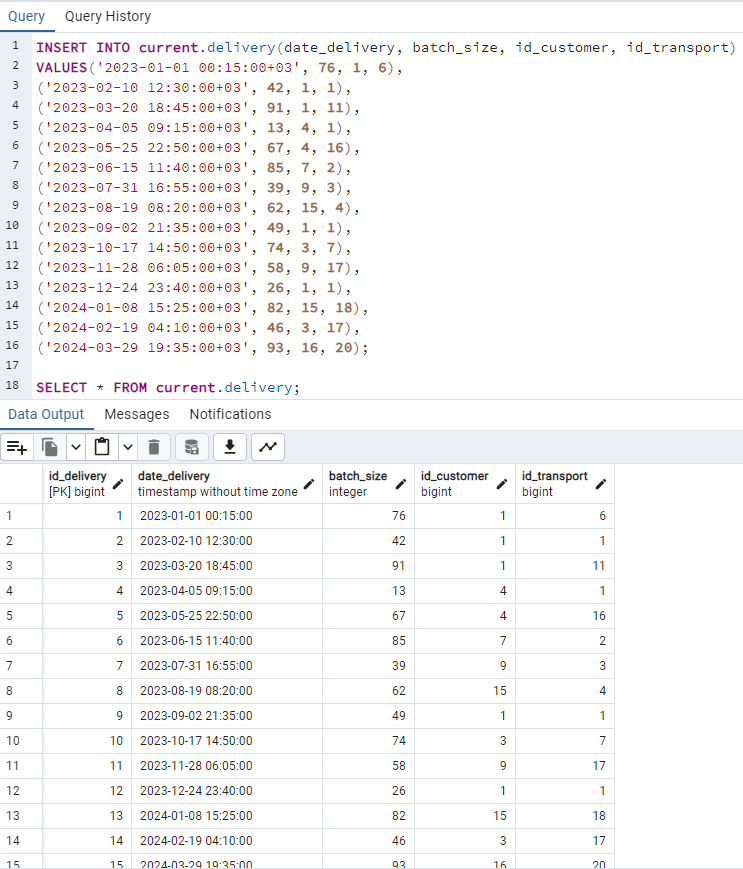 Query Query History
1 INSERT INTO current.delivery(date_delivery, batch_size, id_customer, id_transport)
2 VALUES('2023-01-01 00:15:00+03', 76, 1, 6),
3 ('2023-02-10 12:30:00+03', 42, 1, 1),
4 ('2023-03-20 18:45:00+03', 91, 1, 11),
5 ('2023-04-05 09:15:00+03', 13, 4, 1),
6 ('2023-05-25 22:50:00+03', 67, 4, 16),
7 ('2023-06-15 11:40:00+03', 85, 7, 2),
8 ('2023-07-31 16:55:00+03', 39, 9, 3),
9 ('2023-08-19 08:20:00+03', 62, 15, 4),
10 ('2023-09-02 21:35:00+03', 49, 1, 1),
11 ('2023-10-17 14:50:00+03', 74, 3, 7),
12 ('2023-11-28 06:05:00+03', 58, 9, 17),
13 ('2023-12-24 23:40:00+03', 26, 1, 1),
14 ('2024-01-08 15:25:00+03', 82, 15, 18),
15 ('2024-02-19 04:10:00+03', 46, 3, 17),
16 ('2024-03-29 19:35:00+03', 93, 16, 20);
17
18 SELECT * FROM current.delivery;
Data Output Messages Notifications
id_delivery date_delivery batch_size id_customer id_transport
[PK] bigint timestamp without time zone integer bigint bigint
1 1 2023-01-01 00:15:00 76 1 6
2 2 2023-02-10 12:30:00 42 1 1
3 3 2023-03-20 18:45:00 91 1 11
4 4 2023-04-05 09:15:00 13 4 1
5 5 2023-05-25 22:50:00 67 4 16
6 6 2023-06-15 11:40:00 85 7 2
7 7 2023-07-31 16:55:00 39 9 3
8 8 2023-08-19 08:20:00 62 15 4
9 9 2023-09-02 21:35:00 49 1 1
10 10 2023-10-17 14:50:00 74 3 7
11 11 2023-11-28 06:05:00 58 9 17
12 12 2023-12-24 23:40:00 26 1 1
13 13 2024-01-08 15:25:00 82 15 18
14 14 2024-02-19 04:10:00 46 3 17
15 15 2024-03-29 19:35:00 93 16 20